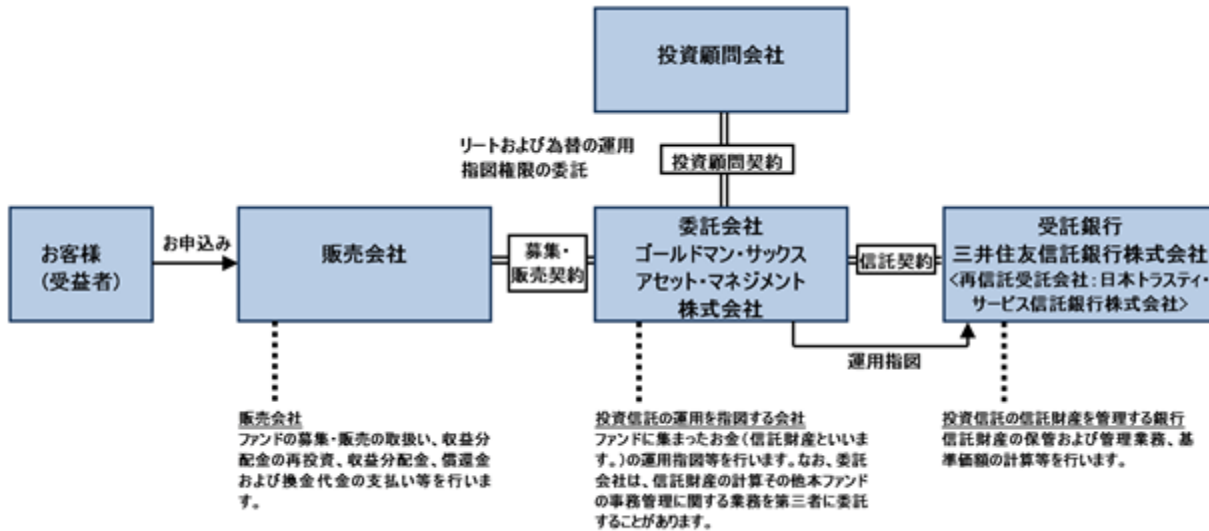 投資顧問会社
リートおよび為替の運用
指図権限の委託
投資顧問契約
お客様
(受益者)
お申込み
販売会社
募集・
販売契約
委託会社
ゴールドマン・サックス
アセット・マネジメント
株式会社
信託契約
受託銀行
三井住友信託銀行株式会社
<再信託受託会社:日本トラスティ・
サービス信託銀行株式会社>
運用指図
販売会社
ファンドの募集・販売の取扱い、収益分
配金の再投資、収益分配金、償還金
および換金代金の支払い等を行いま
す。
投資信託の運用を指図する会社
ファンドに集まったお金(信託財産といいま
す。)の運用指図等を行います。なお、委託
会社は、信託財産の計算その他本ファンド
の事務管理に関する業務を第三者に委託
することがあります。
投資信託の信託財産を管理する銀行
信託財産の保管および管理業務、基
準価額の計算等を行います。